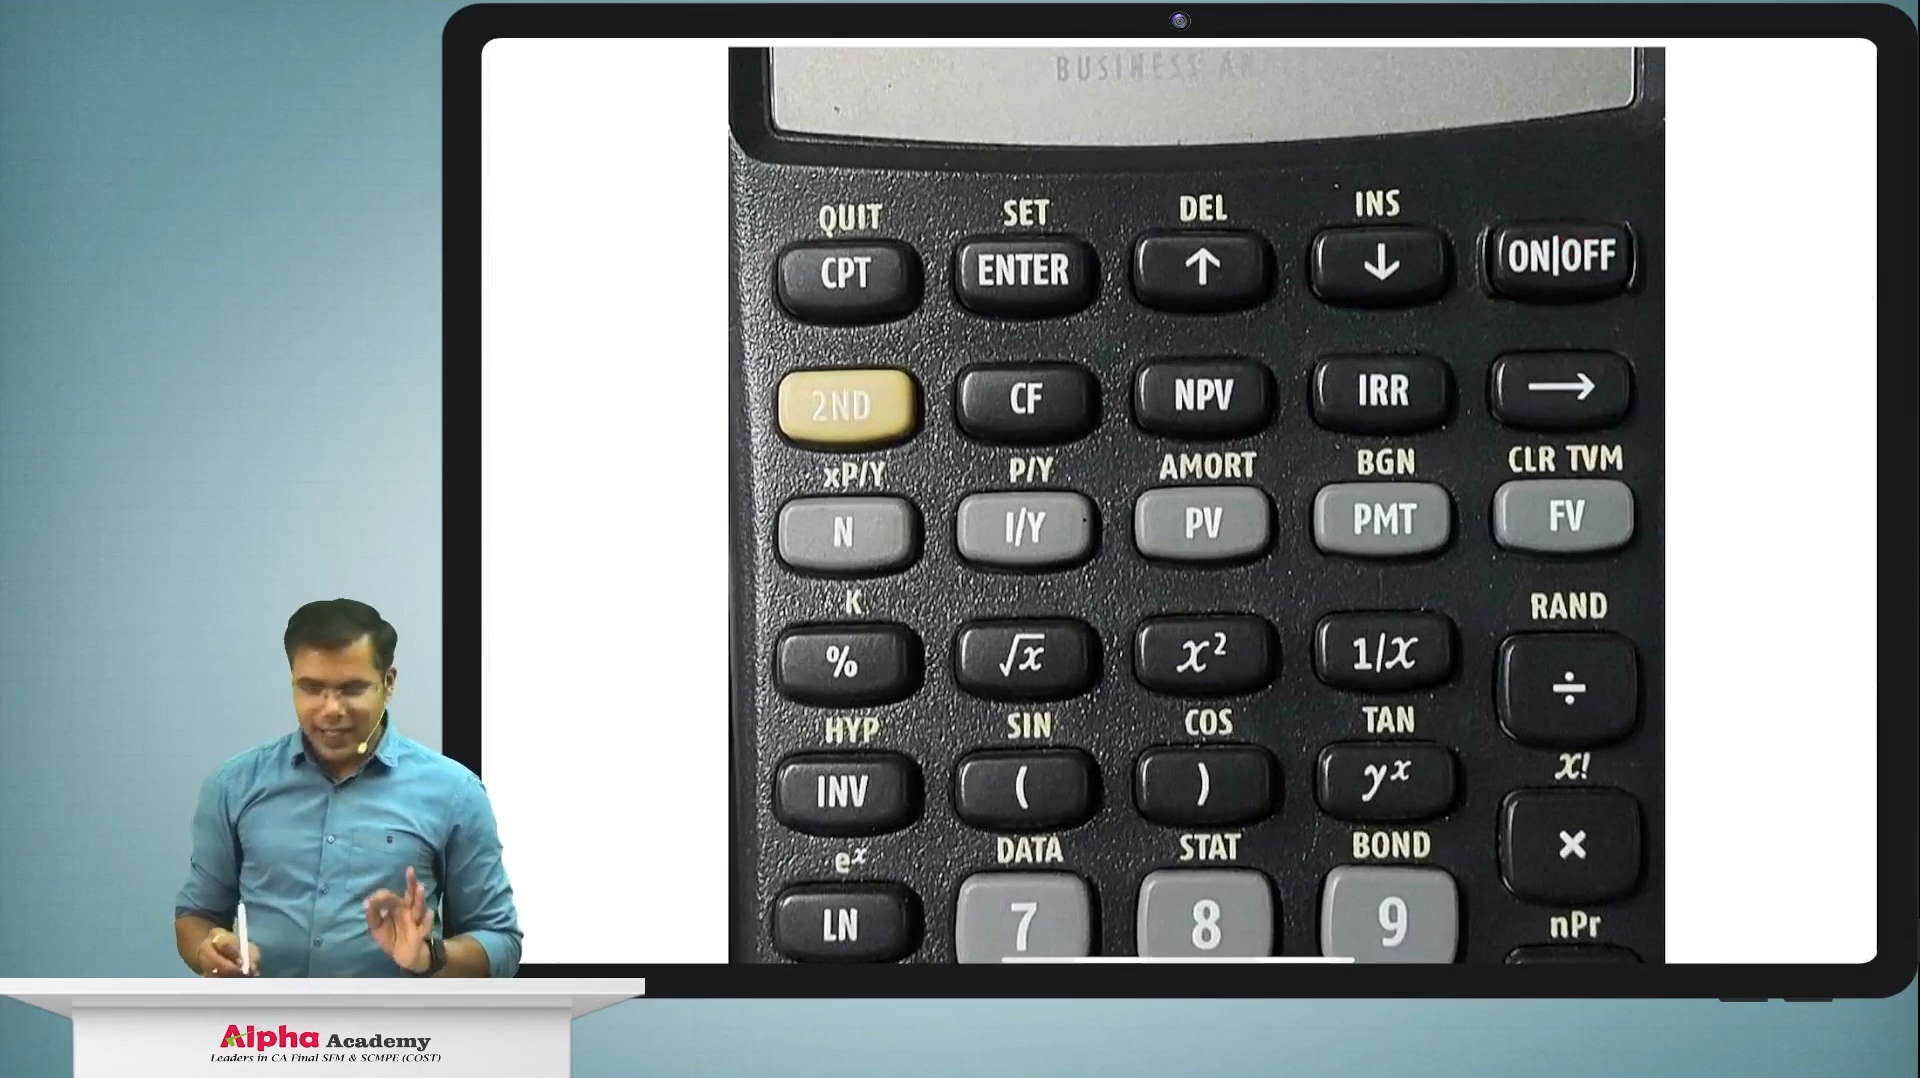 BUSINESS AN
QUIT SET DEL INS
CPT ENTER ↑ ↓ ON|OFF
2ND CF NPV IRR →
xP/Y P/Y AMORT BGN CLR TVM
N I/Y PV PMT FV
K RAND
% √x x² 1/x ÷
HYP SIN COS TAN
INV ( ) yˣ x!
×
eˣ DATA STAT BOND
LN 7 8 9 nPr
Alpha Academy
Leaders in CA Final SFM & SCMPE (COST)